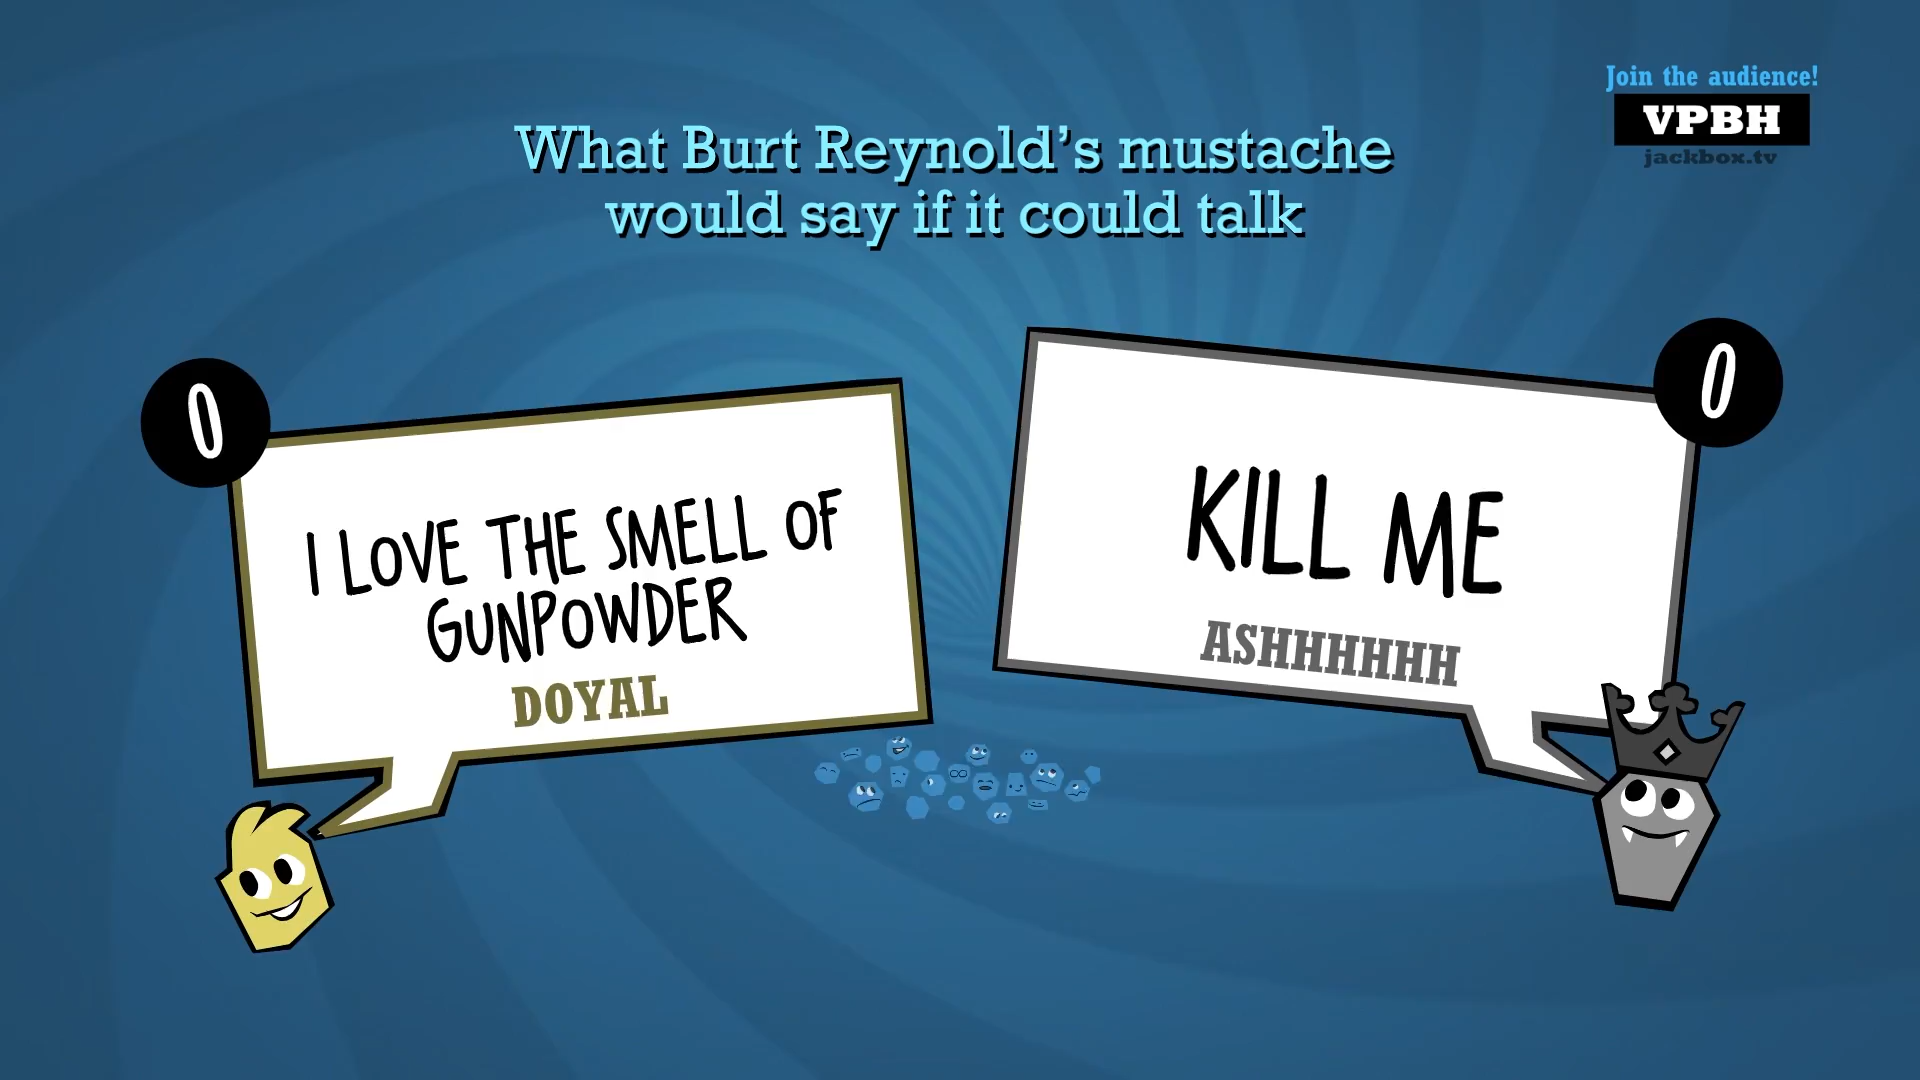 Join the audience!
VPBH
jackbox.tv
What Burt Reynold's mustache
would say if it could talk
0
0
I LOVE THE SMELL OF
GUNPOWDER
DOYAL
KILL ME
ASHHHHHH